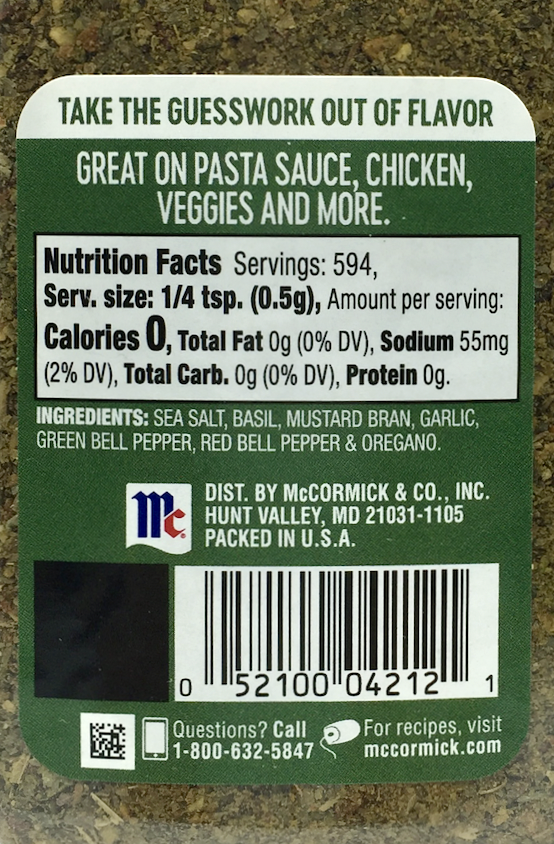 TAKE THE GUESSWORK OUT OF FLAVOR
GREAT ON PASTA SAUCE, CHICKEN,
VEGGIES AND MORE.
Nutrition Facts Servings: 594,
Serv. size: 1/4 tsp. (0.5g), Amount per serving:
Calories 0, Total Fat 0g (0% DV), Sodium 55mg
(2% DV), Total Carb. 0g (0% DV), Protein 0g.
INGREDIENTS: SEA SALT, BASIL, MUSTARD BRAN, GARLIC,
GREEN BELL PEPPER, RED BELL PEPPER & OREGANO.
Mc
DIST. BY McCORMICK & CO., INC.
HUNT VALLEY, MD 21031-1105
PACKED IN U.S.A.
0 52100 04212 1
Questions? Call
1-800-632-5847
For recipes, visit
mccormick.com